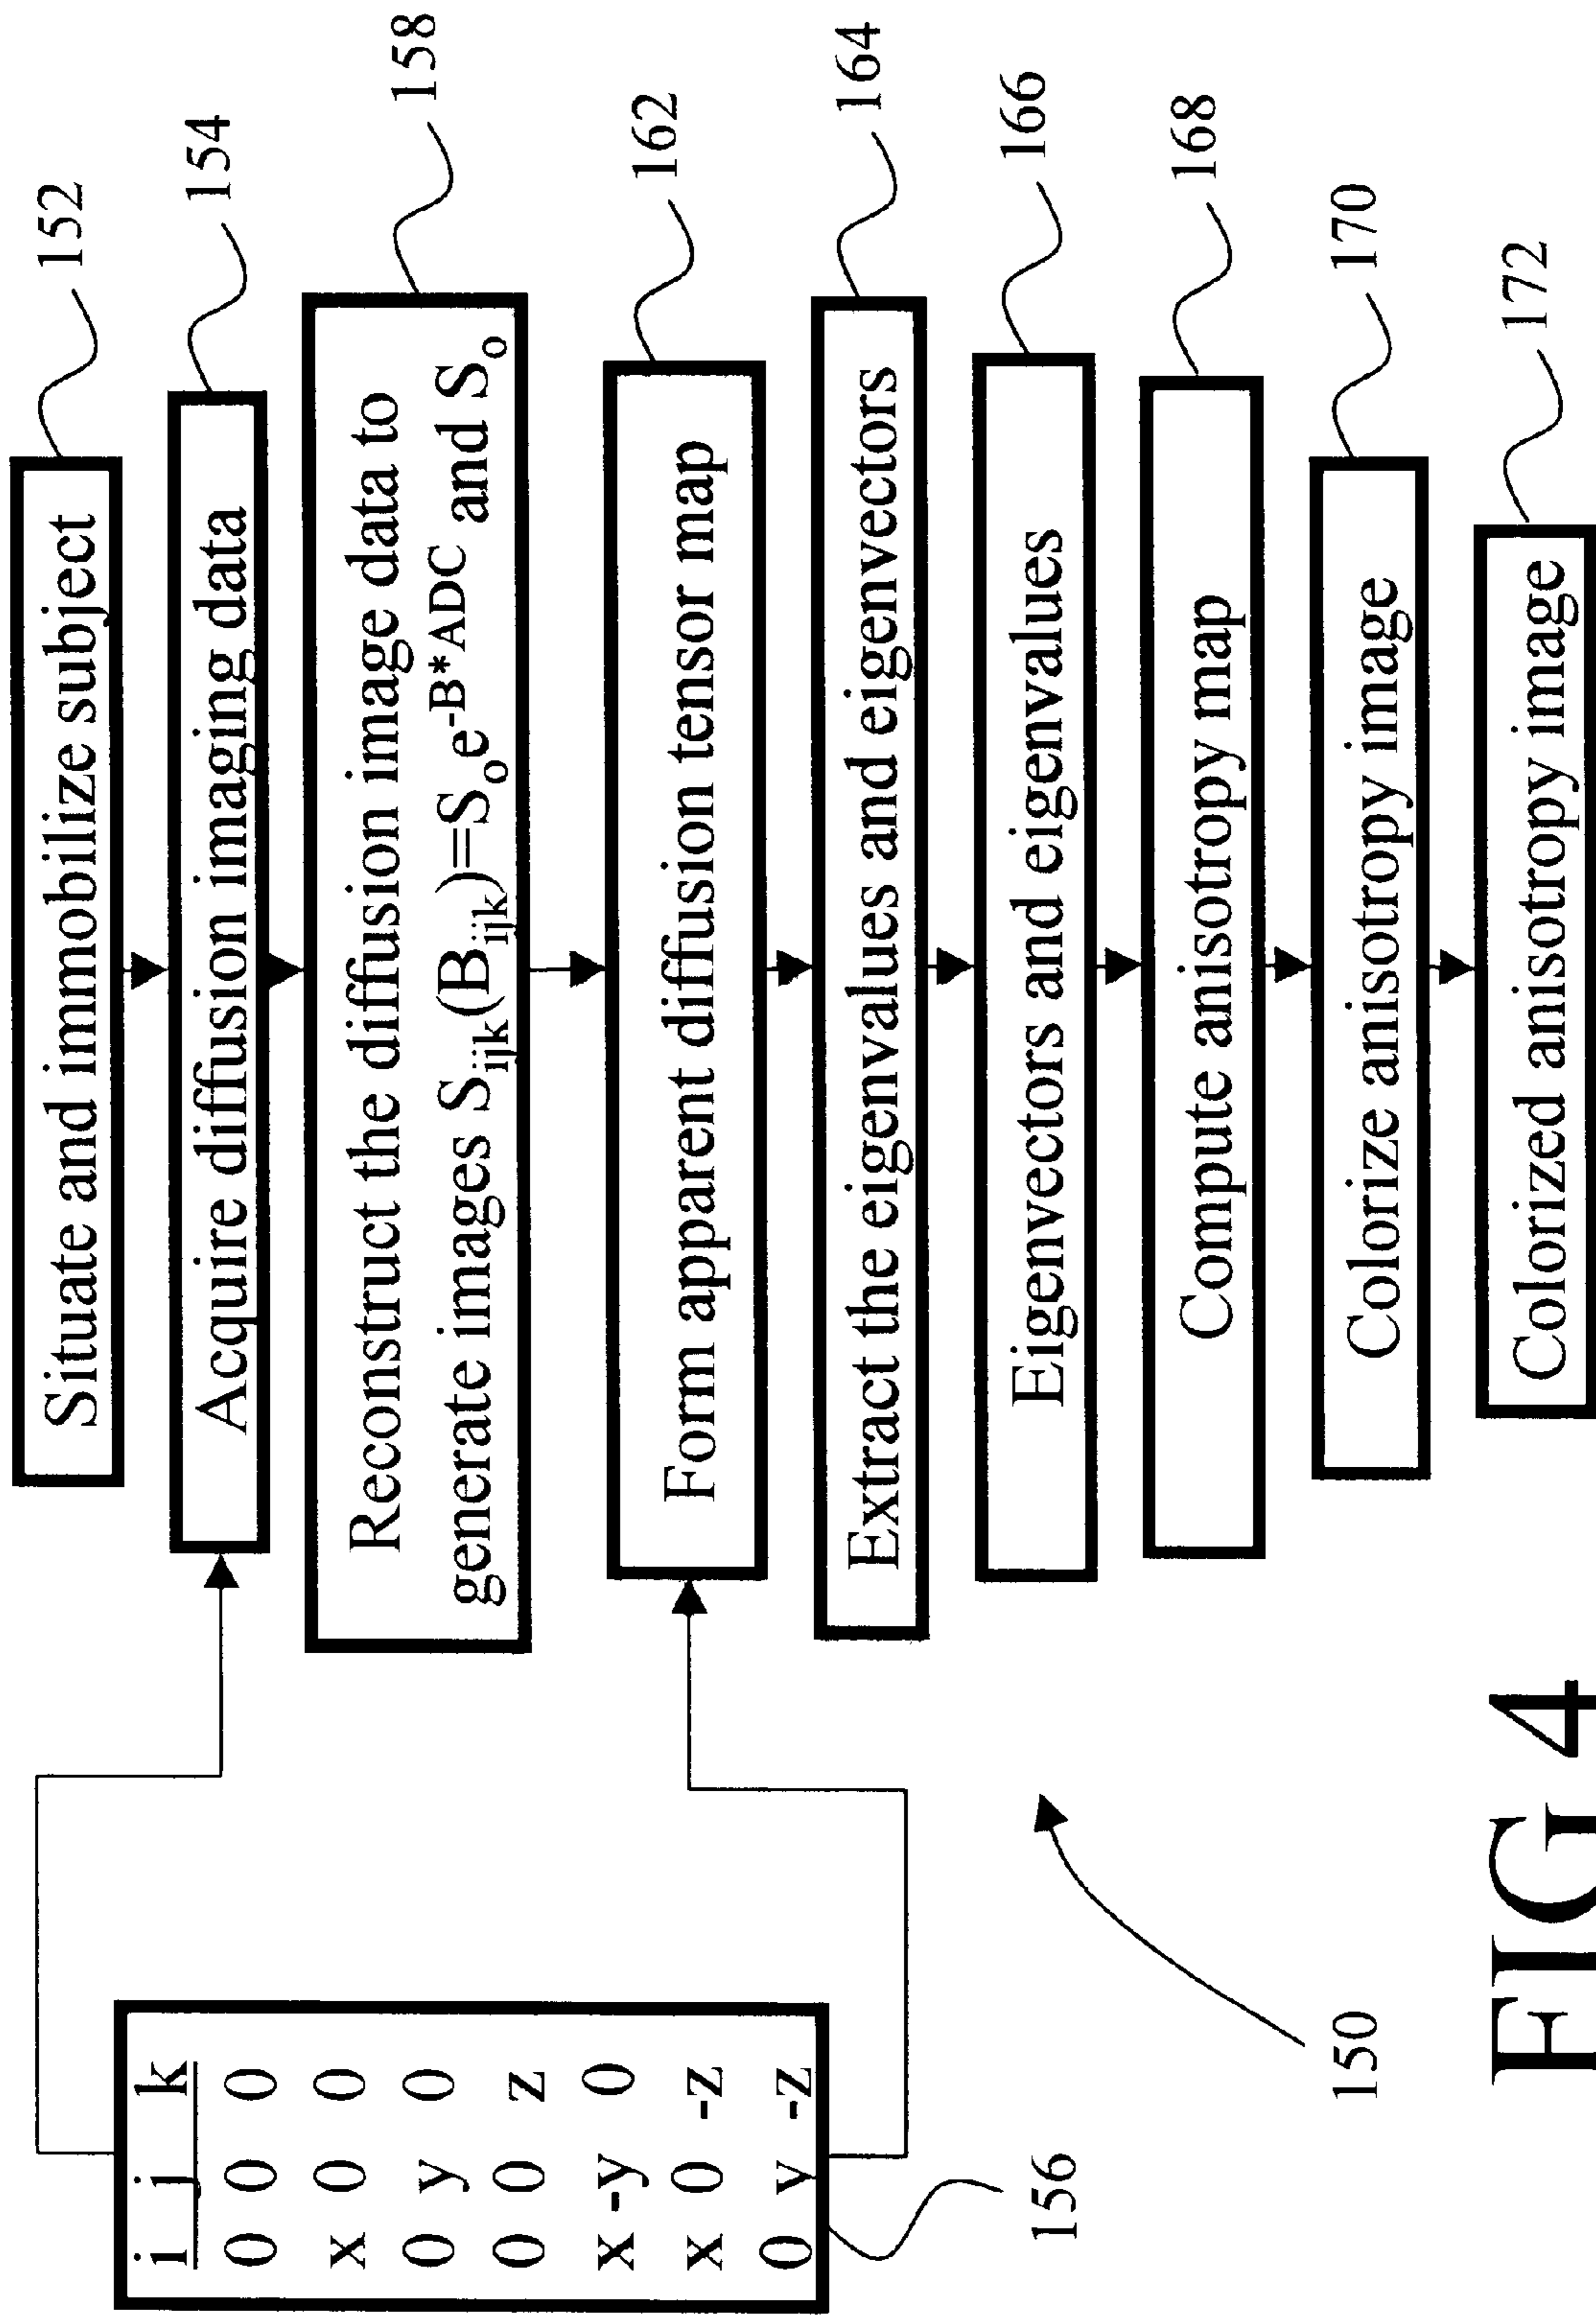 Situate and immobilize subject
152
Acquire diffusion imaging data
154
Reconstruct the diffusion image data to
generate images S_ijk(B_ijk)=S_o e^-B*ADC and S_o
158
Form apparent diffusion tensor map
162
Extract the eigenvalues and eigenvectors
164
Eigenvectors and eigenvalues
166
Compute anisotropy map
168
Colorize anisotropy image
170
Colorized anisotropy image
172
i j k
0 0 0
x 0 0
0 y 0
0 0 z
x -y 0
x 0 -z
0 y -z
156
150
FIG 4